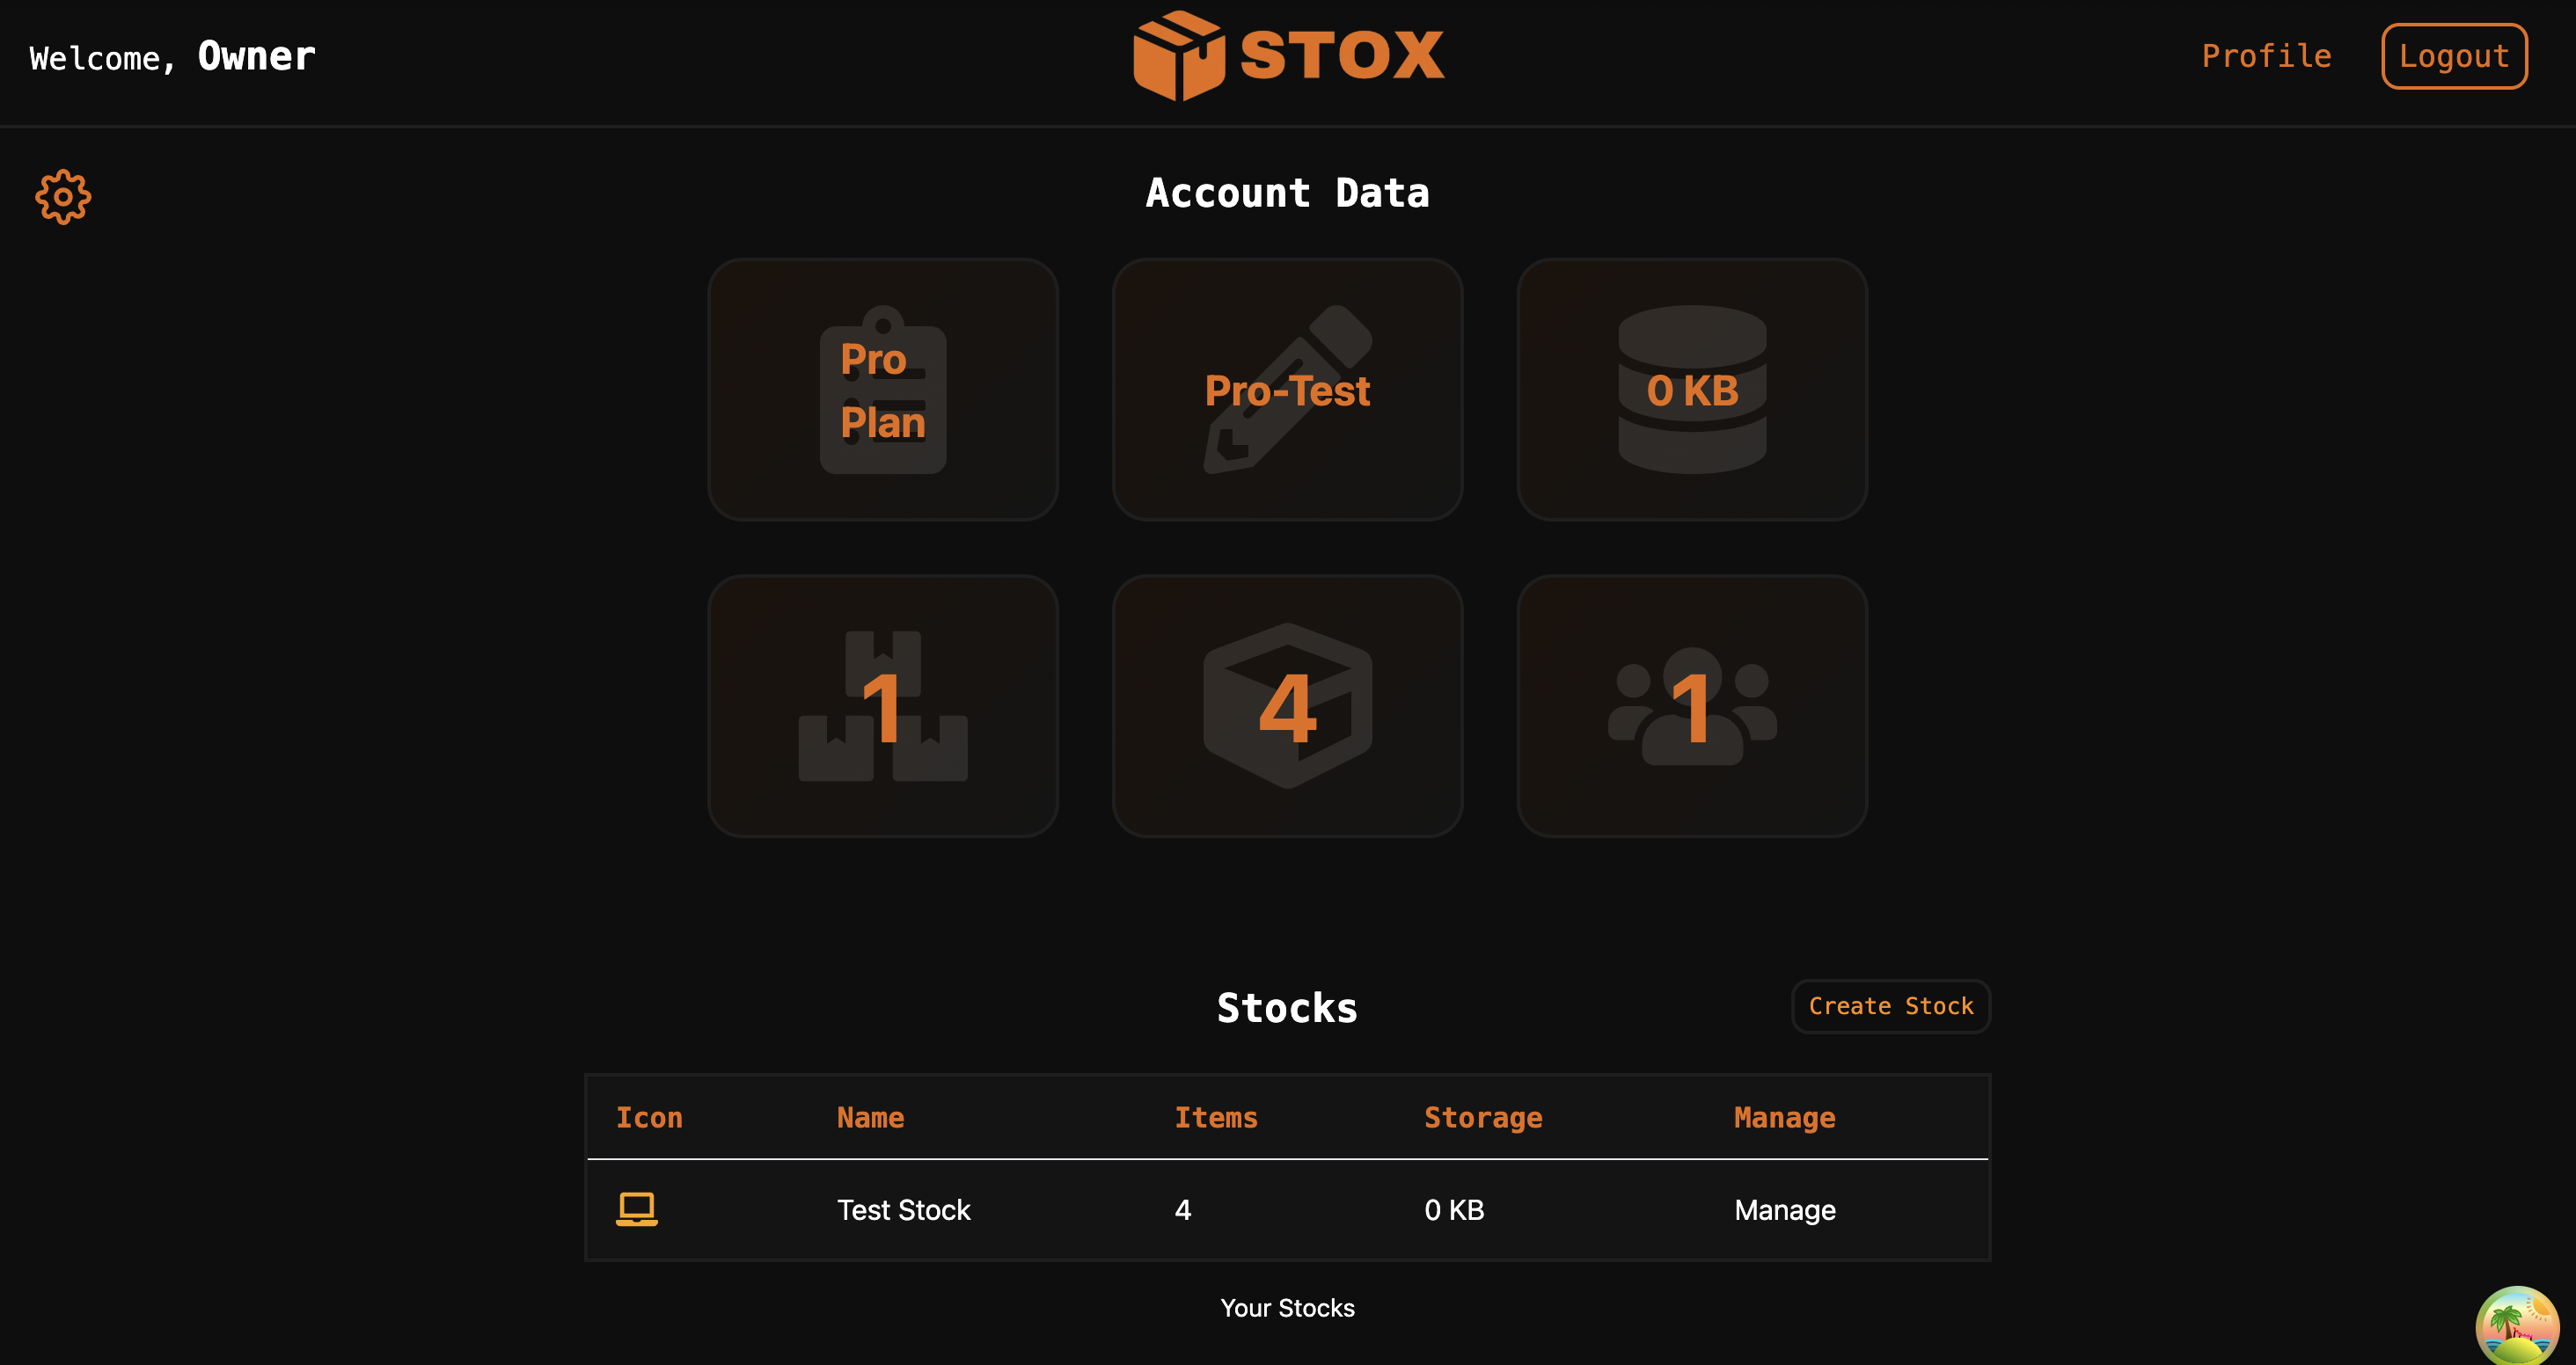 Welcome, Owner
STOX
Profile
Logout
Account Data
Pro
Plan
Pro-Test
0 KB
1
4
1
Stocks
Create Stock
Icon Name Items Storage Manage
Test Stock 4 0 KB Manage
Your Stocks